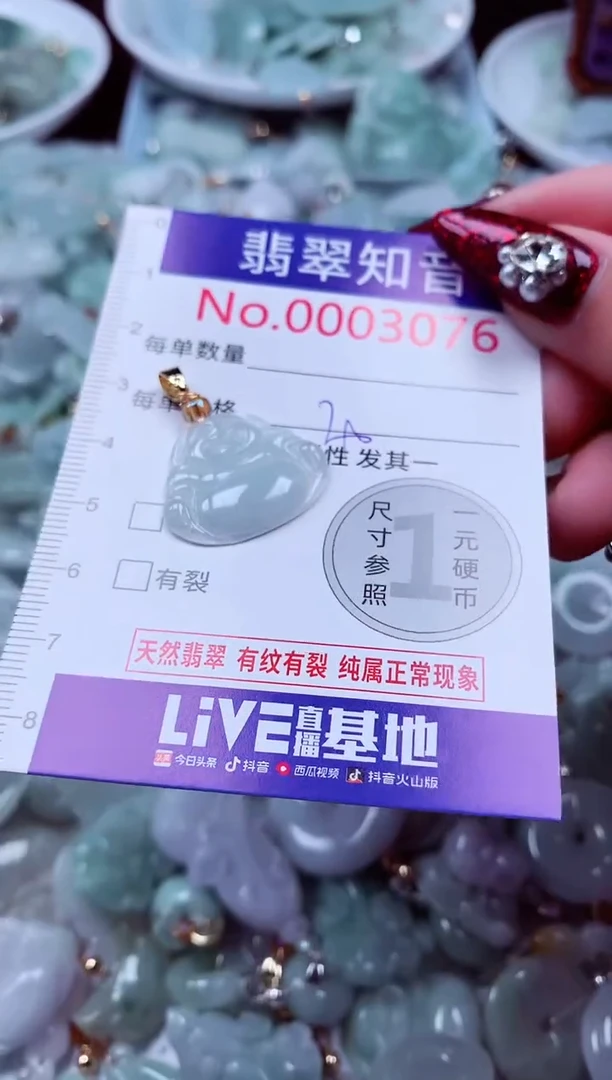 翡翠知音
No.0003076
每单数量
每单 格
性发其一
有裂
尺寸参照
1
一元硬币
天然翡翠 有纹有裂 纯属正常现象
LiVE直播基地
今日头条 抖音 西瓜视频 抖音火山版
0
1
2
3
4
5
6
7
8